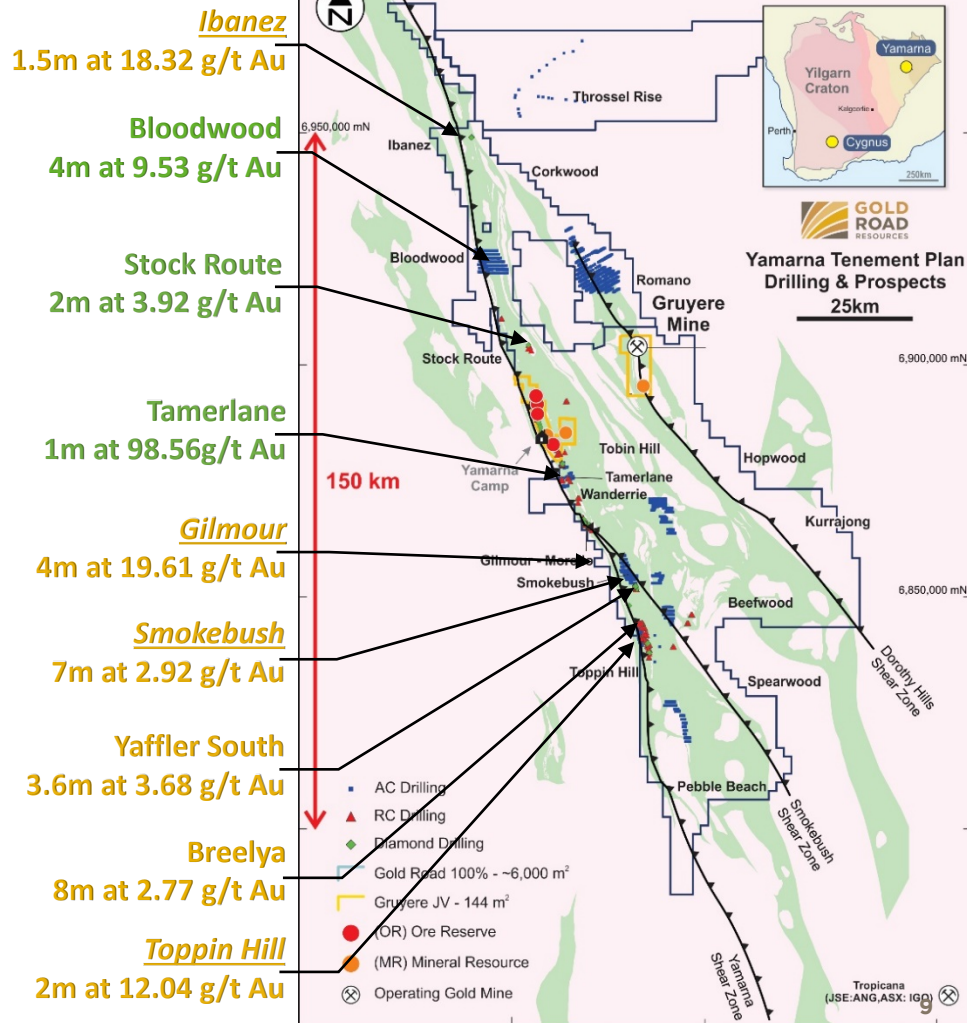 Ibanez
1.5m at 18.32 g/t Au
Bloodwood
4m at 9.53 g/t Au
Stock Route
2m at 3.92 g/t Au
Tamerlane
1m at 98.56g/t Au
Gilmour
4m at 19.61 g/t Au
Smokebush
7m at 2.92 g/t Au
Yaffler South
3.6m at 3.68 g/t Au
Breelya
8m at 2.77 g/t Au
Toppin Hill
2m at 12.04 g/t Au
N
6,950,000 mN
150 km
Throssel Rise
Ibanez
Corkwood
Bloodwood
Romano
Gruyere
Mine
Stock Route
6,900,000 mN
Yamarna
Camp
Tobin Hill
Tamerlane
Wanderrie
Hopwood
Kurrajong
Gilmour - Morello
Smokebush
6,850,000 mN
Beefwood
Toppin Hill
Spearwood
Dorothy Hills
Shear Zone
Pebble Beach
Smokebush
Shear Zone
Yamarna
Shear Zone
Yamarna
Yilgarn
Craton
Kalgoorlie
Perth
Cygnus
250km
GOLD
ROAD
RESOURCES
Yamarna Tenement Plan
Drilling & Prospects
25km
AC Drilling
RC Drilling
Diamond Drilling
Gold Road 100% - ~6,000 m²
Gruyere JV - 144 m²
(OR) Ore Reserve
(MR) Mineral Resource
Operating Gold Mine
Tropicana
(JSE:ANG,ASX: IGO)
9